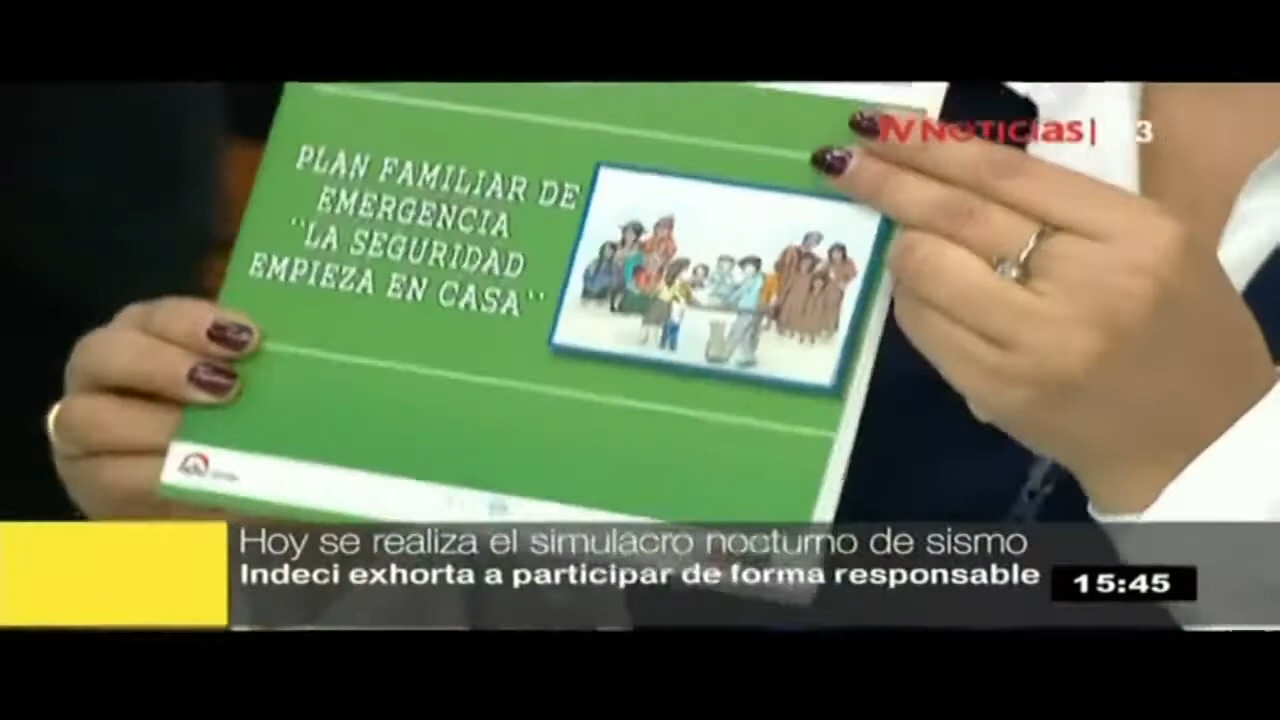 TV NOTICIAS| 3
PLAN FAMILIAR DE
EMERGENCIA
"LA SEGURIDAD
EMPIEZA EN CASA"
Hoy se realiza el simulacro nocturno de sismo
Indeci exhorta a participar de forma responsable
15:45